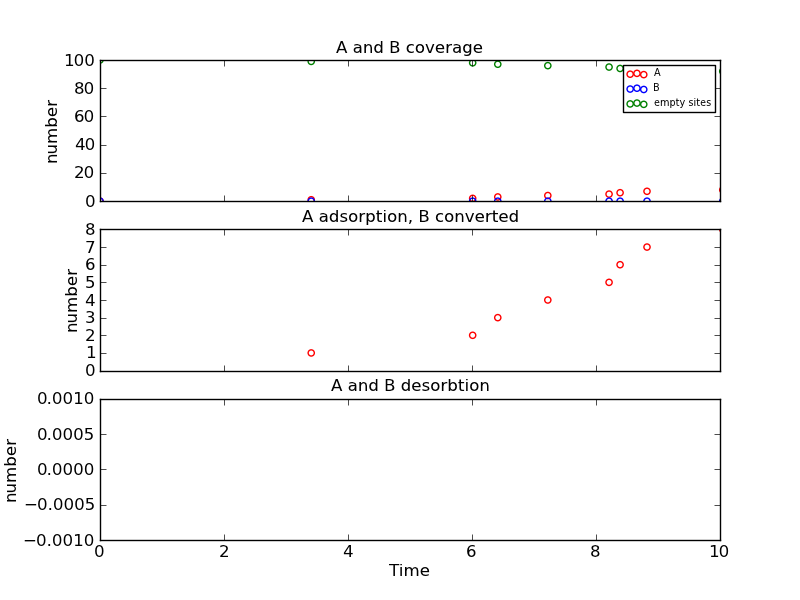 A and B coverage
number
100
80
60
40
20
0
A
B
empty sites
A adsorption, B converted
number
8
7
6
5
4
3
2
1
0
A and B desorbtion
number
0.0010
0.0005
0.0000
−0.0005
−0.0010
0 2 4 6 8 10
Time